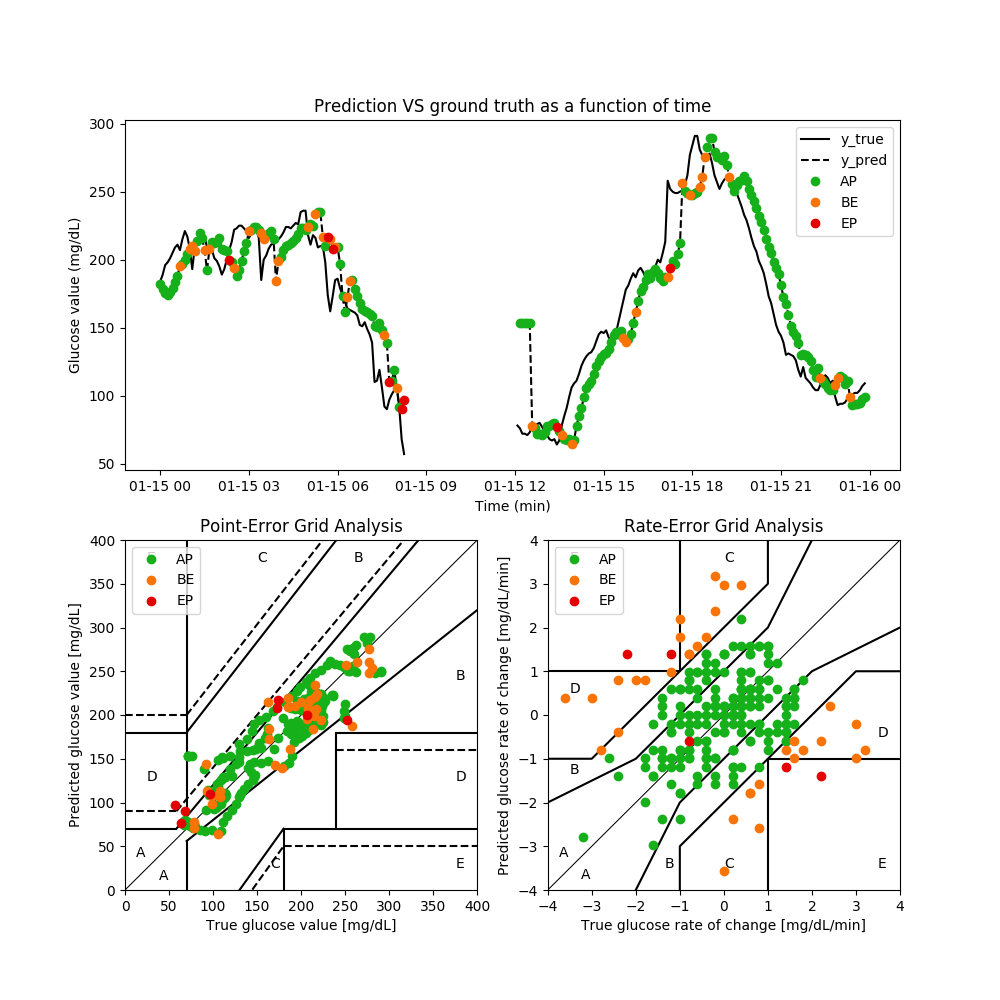 Prediction VS ground truth as a function of time
300
250
200
150
100
50
Glucose value (mg/dL)
y_true
y_pred
AP
BE
EP
01-15 00 01-15 03 01-15 06 01-15 09 01-15 12 01-15 15 01-15 18 01-15 21 01-16 00
Time (min)
Point-Error Grid Analysis
400
350
300
250
200
150
100
50
0
Predicted glucose value [mg/dL]
AP
BE
EP
C B
B
D D
A
A C E
0 50 100 150 200 250 300 350 400
True glucose value [mg/dL]
Rate-Error Grid Analysis
4
3
2
1
0
−1
−2
−3
−4
Predicted glucose rate of change [mg/dL/min]
AP
BE
EP
C
D
D
B
A
A B C E
−4 −3 −2 −1 0 1 2 3 4
True glucose rate of change [mg/dL/min]